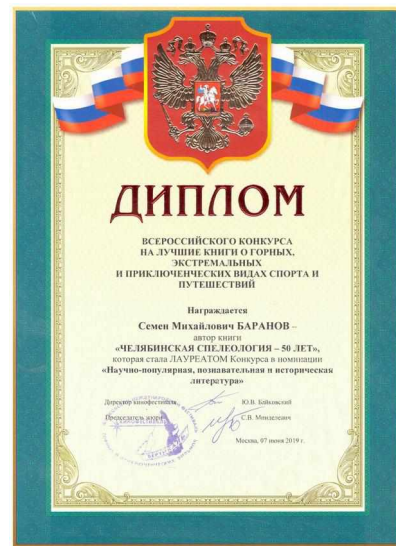 ДИПЛОМ
ВСЕРОССИЙСКОГО КОНКУРСА
НА ЛУЧШИЕ КНИГИ О ГОРНЫХ,
ЭКСТРЕМАЛЬНЫХ
И ПРИКЛЮЧЕНЧЕСКИХ ВИДАХ СПОРТА И
ПУТЕШЕСТВИЙ
Награждается
Семен Михайлович БАРАНОВ –
автор книги
«ЧЕЛЯБИНСКАЯ СПЕЛЕОЛОГИЯ – 50 ЛЕТ»,
которая стала ЛАУРЕАТОМ Конкурса в номинации
«Научно-популярная, познавательная и историческая
литература»
Директор кинофестиваля Ю.В. Байковский
Председатель жюри С.В. Минделевич
Москва, 07 июня 2019 г.